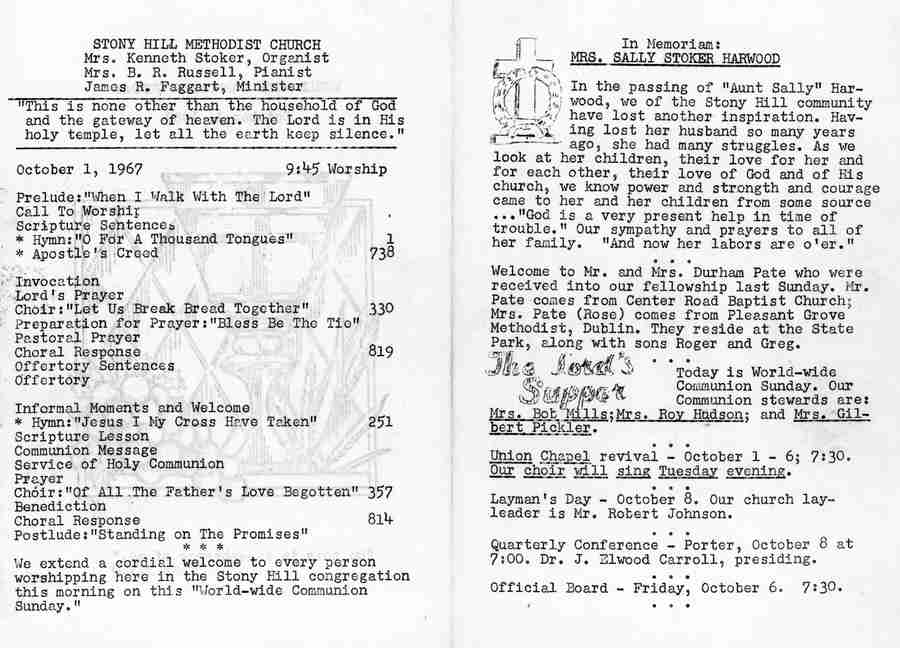 STONY HILL METHODIST CHURCH
Mrs. Kenneth Stoker, Organist
Mrs. B. R. Russell, Pianist
James R. Faggart, Minister
"This is none other than the household of God
and the gateway of heaven. The Lord is in His
holy temple, let all the earth keep silence."
October 1, 1967 9:45 Worship
Prelude:"When I Walk With The Lord"
Call To Worship
Scripture Sentences
* Hymn:"O For A Thousand Tongues" 1
* Apostle's Creed 738
Invocation
Lord's Prayer
Choir:"Let Us Break Bread Together" 330
Preparation for Prayer:"Bless Be The Tie"
Pastoral Prayer
Choral Response 819
Offertory Sentences
Offertory
Informal Moments and Welcome
* Hymn:"Jesus I My Cross Have Taken" 251
Scripture Lesson
Communion Message
Service of Holy Communion
Prayer
Choir:"Of All The Father's Love Begotten" 357
Benediction
Choral Response 814
Postlude:"Standing on The Promises"
* * *
We extend a cordial welcome to every person
worshipping here in the Stony Hill congregation
this morning on this "World-wide Communion
Sunday."
In Memoriam:
MRS. SALLY STOKER HARWOOD
In the passing of "Aunt Sally" Har-
wood, we of the Stony Hill community
have lost another inspiration. Hav-
ing lost her husband so many years
ago, she had many struggles. As we
look at her children, their love for her and
for each other, their love of God and of His
church, we know power and strength and courage
came to her and her children from some source
..."God is a very present help in time of
trouble." Our sympathy and prayers to all of
her family. "And now her labors are o'er."
. . .
Welcome to Mr. and Mrs. Durham Pate who were
received into our fellowship last Sunday. Mr.
Pate comes from Center Road Baptist Church;
Mrs. Pate (Rose) comes from Pleasant Grove
Methodist, Dublin. They reside at the State
Park, along with sons Roger and Greg.
. . .
The Lord's
Supper
Today is World-wide
Communion Sunday. Our
Communion stewards are:
Mrs. Bob Mills;Mrs. Roy Hudson; and Mrs. Gil-
bert Pickler.
. . .
Union Chapel revival - October 1 - 6; 7:30.
Our choir will sing Tuesday evening.
. . .
Layman's Day - October 8. Our church lay-
leader is Mr. Robert Johnson.
. . .
Quarterly Conference - Porter, October 8 at
7:00. Dr. J. Elwood Carroll, presiding.
. . .
Official Board - Friday, October 6. 7:30.
. . .